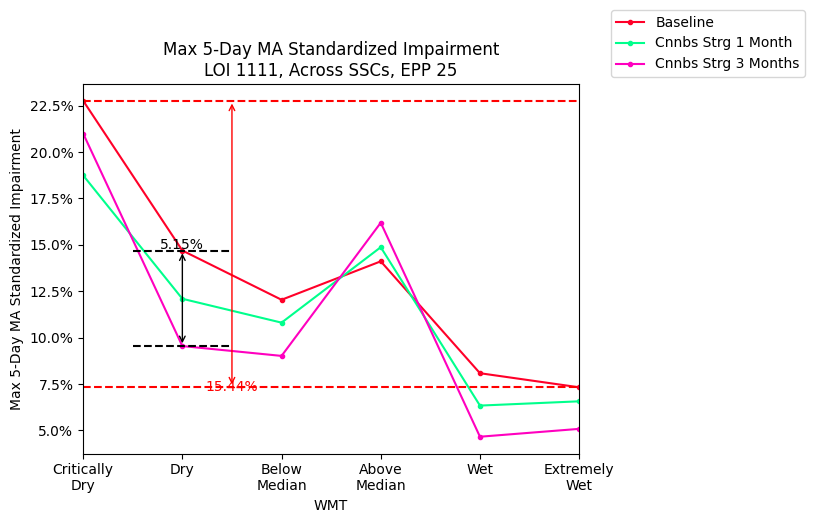 Baseline
Cnnbs Strg 1 Month
Cnnbs Strg 3 Months
Max 5-Day MA Standardized Impairment
LOI 1111, Across SSCs, EPP 25
Max 5-Day MA Standardized Impairment
22.5%
20.0%
17.5%
15.0%
12.5%
10.0%
7.5%
5.0%
5.15%
15.44%
Critically
Dry
Dry
Below
Median
Above
Median
Wet
Extremely
Wet
WMT